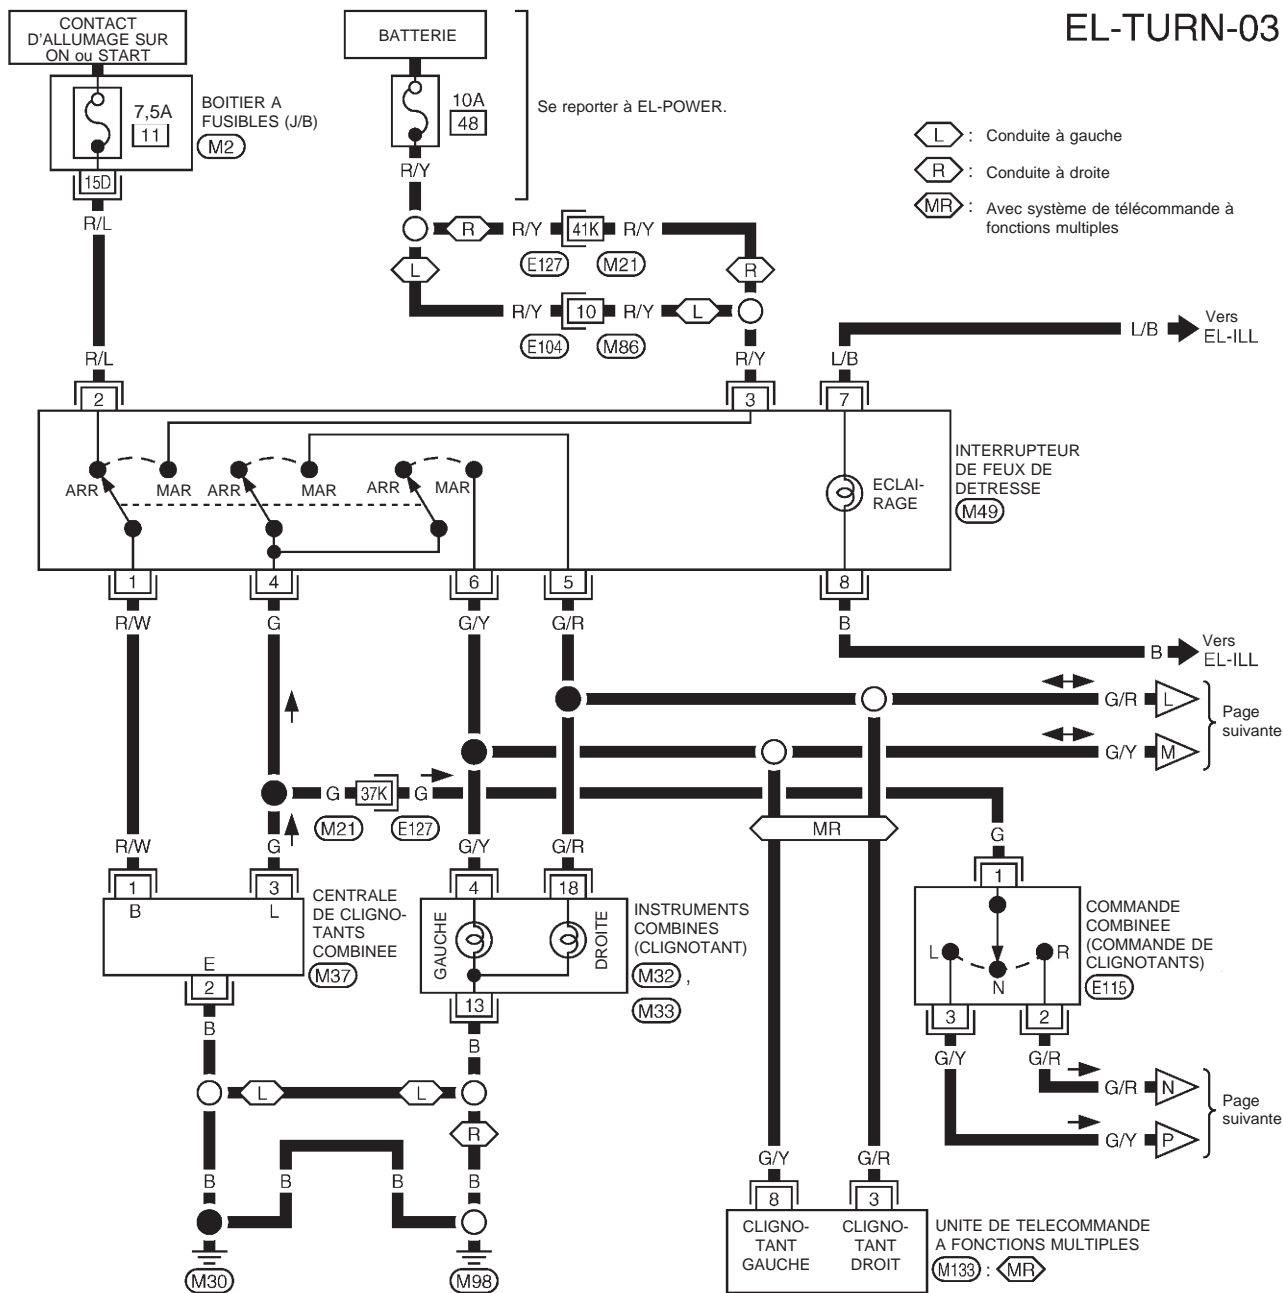 EL-TURN-03
CONTACT
D'ALLUMAGE SUR
ON ou START
BATTERIE
7,5A
11
BOITIER A
FUSIBLES (J/B)
M2
10A
48
Se reporter à EL-POWER.
L : Conduite à gauche
R : Conduite à droite
MR : Avec système de télécommande à
fonctions multiples
15D
R/L
R/Y
R R/Y 41K R/Y
E127 M21
L R
R/Y 10 R/Y L
E104 M86
L/B
Vers
EL-ILL
R/L
R/Y
L/B
2
3
7
ARR MAR
ARR MAR
ARR MAR
ECLAI-
RAGE
INTERRUPTEUR
DE FEUX DE
DETRESSE
M49
1
4
6
5
8
R/W
G
G/Y
G/R
B
B
Vers
EL-ILL
G/R L
G/Y M
Page
suivante
G 37K G
M21 E127
MR
R/W
G
G/Y
G/R
G
1
3
4
18
1
B
L
E
CENTRALE
DE CLIGNO-
TANTS
COMBINEE
M37
GAUCHE
DROITE
INSTRUMENTS
COMBINES
(CLIGNOTANT)
M32 ,
M33
L
R
N
COMMANDE
COMBINEE
(COMMANDE DE
CLIGNOTANTS)
E115
2
13
3
2
B
B
G/Y
G/R
L L
R
G/R N
G/Y P
Page
suivante
B
B
B
B
G/Y
G/R
8
3
CLIGNO-
TANT
GAUCHE
CLIGNO-
TANT
DROIT
UNITE DE TELECOMMANDE
A FONCTIONS MULTIPLES
M133 : MR
M30
M98